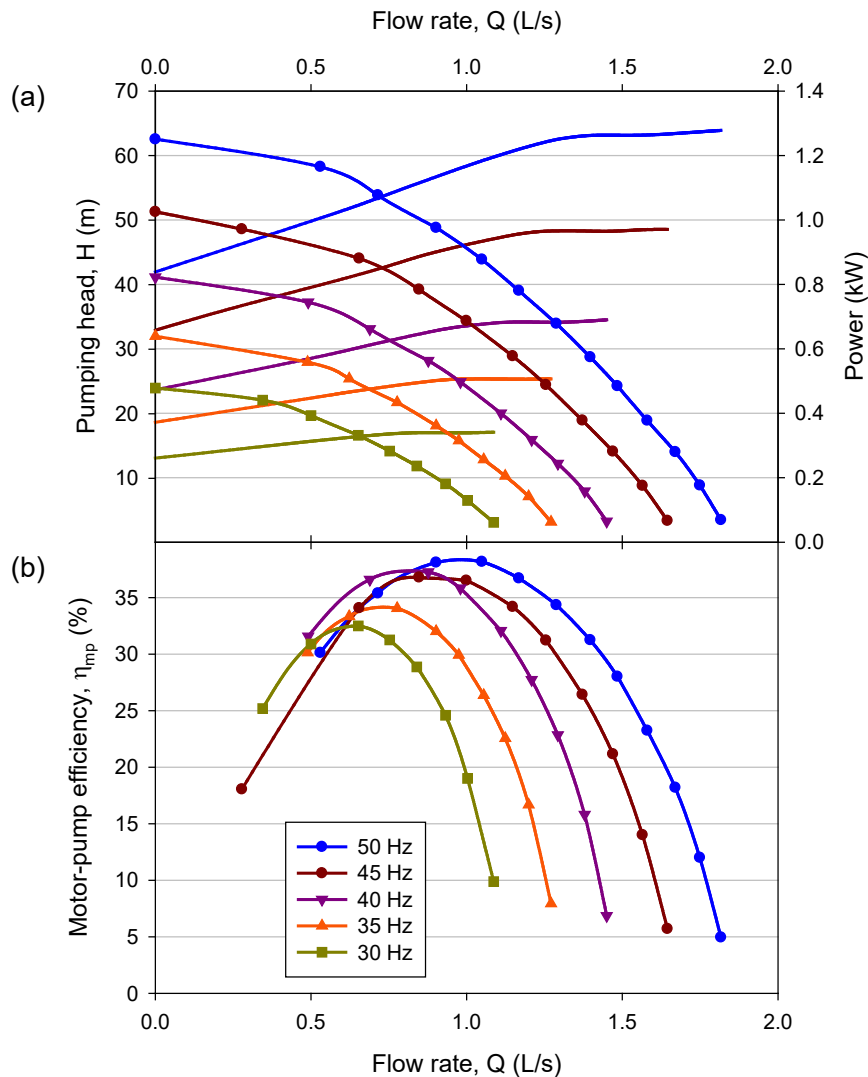 Flow rate, Q (L/s)
0.0 0.5 1.0 1.5 2.0
(a)
Pumping head, H (m)
70
60
50
40
30
20
10
Power (kW)
1.4
1.2
1.0
0.8
0.6
0.4
0.2
0.0
(b)
Motor-pump efficiency, ηmp (%)
35
30
25
20
15
10
5
0
50 Hz
45 Hz
40 Hz
35 Hz
30 Hz
0.0 0.5 1.0 1.5 2.0
Flow rate, Q (L/s)